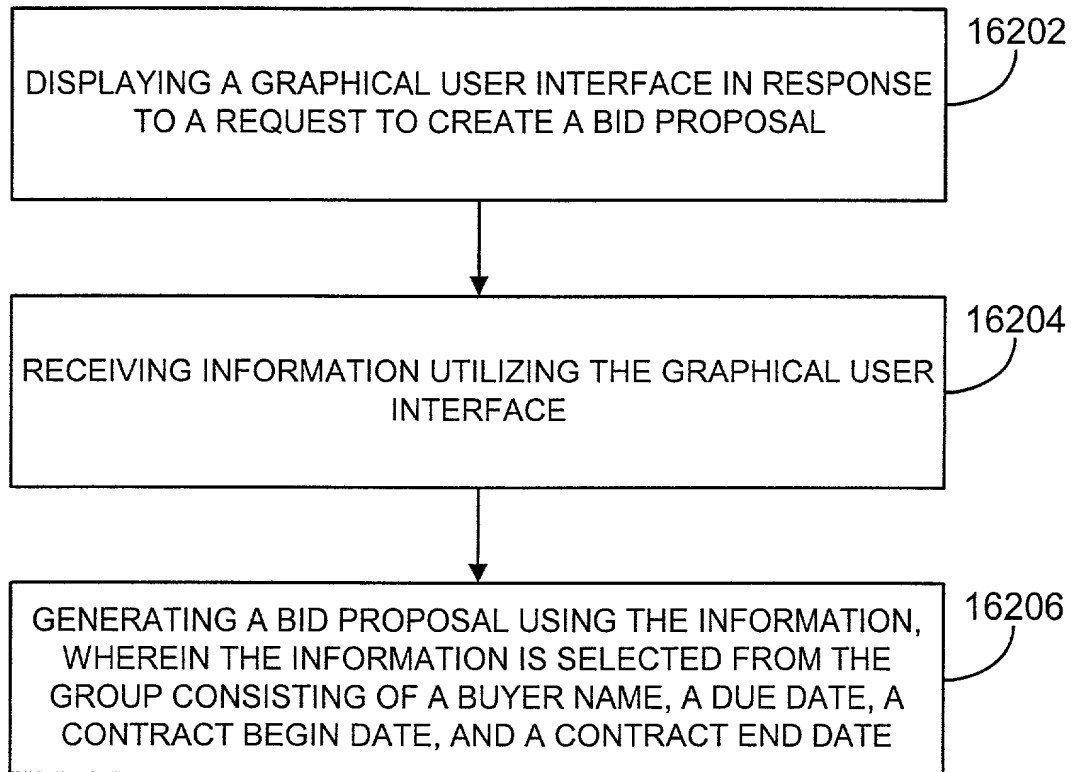 16202
DISPLAYING A GRAPHICAL USER INTERFACE IN RESPONSE
TO A REQUEST TO CREATE A BID PROPOSAL
16204
RECEIVING INFORMATION UTILIZING THE GRAPHICAL USER
INTERFACE
16206
GENERATING A BID PROPOSAL USING THE INFORMATION,
WHEREIN THE INFORMATION IS SELECTED FROM THE
GROUP CONSISTING OF A BUYER NAME, A DUE DATE, A
CONTRACT BEGIN DATE, AND A CONTRACT END DATE